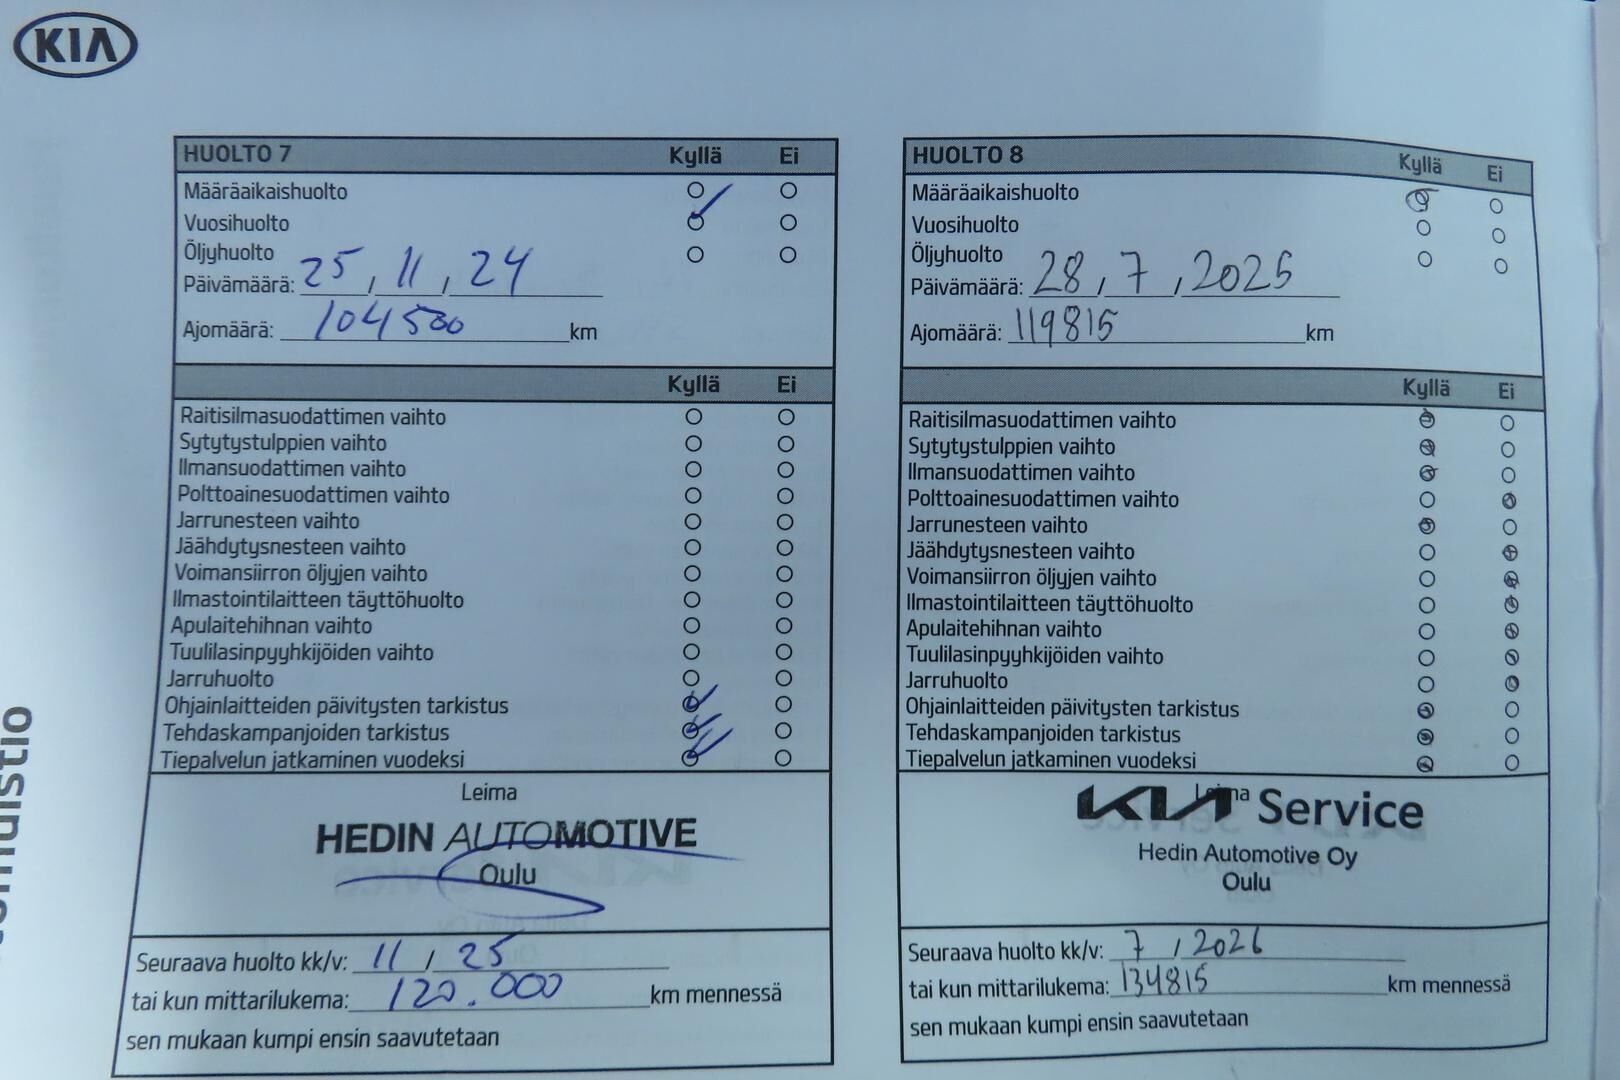 KIA
HUOLTO 7 Kyllä Ei
Määräaikaishuolto
Vuosihuolto
Öljyhuolto
Päivämäärä: 25, 11, 24
Ajomäärä: 104500 km
Kyllä Ei
Raitisilmasuodattimen vaihto
Sytytystulppien vaihto
Ilmansuodattimen vaihto
Polttoainesuodattimen vaihto
Jarrunesteen vaihto
Jäähdytysnesteen vaihto
Voimansiirron öljyjen vaihto
Ilmastointilaitteen täyttöhuolto
Apulaitehihnan vaihto
Tuulilasinpyyhkijöiden vaihto
Jarruhuolto
Ohjainlaitteiden päivitysten tarkistus
Tehdaskampanjoiden tarkistus
Tiepalvelun jatkaminen vuodeksi
Leima
HEDIN AUTOMOTIVE
Oulu
Seuraava huolto kk/v: 11 / 25
tai kun mittarilukema: 120.000 km mennessä
sen mukaan kumpi ensin saavutetaan
HUOLTO 8 Kyllä Ei
Määräaikaishuolto
Vuosihuolto
Öljyhuolto
Päivämäärä: 28, 7, 2025
Ajomäärä: 119815 km
Kyllä Ei
Raitisilmasuodattimen vaihto
Sytytystulppien vaihto
Ilmansuodattimen vaihto
Polttoainesuodattimen vaihto
Jarrunesteen vaihto
Jäähdytysnesteen vaihto
Voimansiirron öljyjen vaihto
Ilmastointilaitteen täyttöhuolto
Apulaitehihnan vaihto
Tuulilasinpyyhkijöiden vaihto
Jarruhuolto
Ohjainlaitteiden päivitysten tarkistus
Tehdaskampanjoiden tarkistus
Tiepalvelun jatkaminen vuodeksi
Leima
KIA Service
Hedin Automotive Oy
Oulu
Seuraava huolto kk/v: 7 / 2026
tai kun mittarilukema: 134815 km mennessä
sen mukaan kumpi ensin saavutetaan